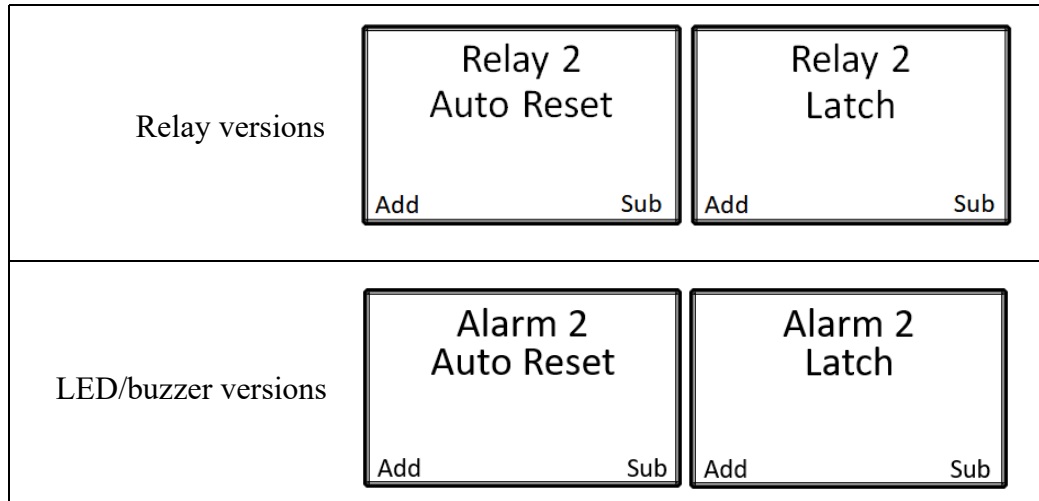 Relay versions
Relay 2
Auto Reset
Add Sub
Relay 2
Latch
Add Sub
LED/buzzer versions
Alarm 2
Auto Reset
Add Sub
Alarm 2
Latch
Add Sub